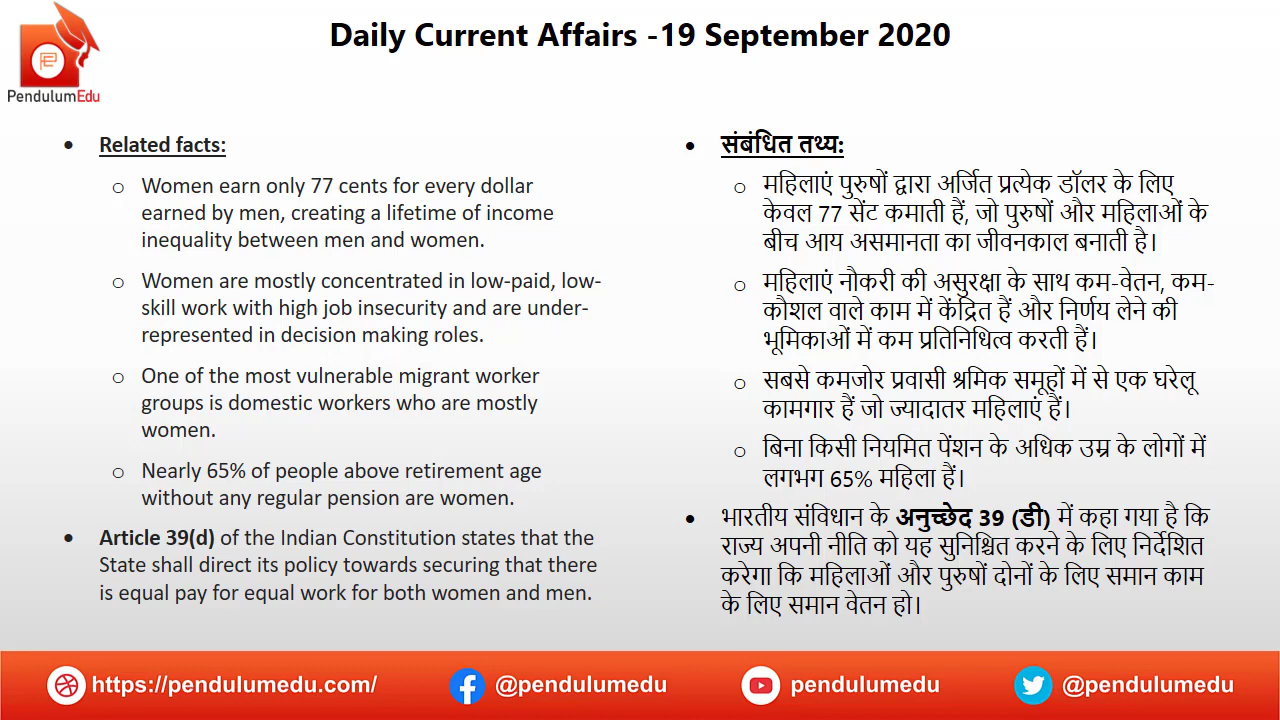 Daily Current Affairs -19 September 2020
PendulumEdu
• Related facts:
o Women earn only 77 cents for every dollar
earned by men, creating a lifetime of income
inequality between men and women.
o Women are mostly concentrated in low-paid, low-
skill work with high job insecurity and are under-
represented in decision making roles.
o One of the most vulnerable migrant worker
groups is domestic workers who are mostly
women.
o Nearly 65% of people above retirement age
without any regular pension are women.
• Article 39(d) of the Indian Constitution states that the
State shall direct its policy towards securing that there
is equal pay for equal work for both women and men.
• संबंधित तथ्य:
o महिलाएं पुरुषों द्वारा अर्जित प्रत्येक डॉलर के लिए
केवल 77 सेंट कमाती हैं, जो पुरुषों और महिलाओं के
बीच आय असमानता का जीवनकाल बनाती है।
o महिलाएं नौकरी की असुरक्षा के साथ कम-वेतन, कम-
कौशल वाले काम में केंद्रित हैं और निर्णय लेने की
भूमिकाओं में कम प्रतिनिधित्व करती हैं।
o सबसे कमजोर प्रवासी श्रमिक समूहों में से एक घरेलू
कामगार हैं जो ज्यादातर महिलाएं हैं।
o बिना किसी नियमित पेंशन के अधिक उम्र के लोगों में
लगभग 65% महिला हैं।
• भारतीय संविधान के अनुच्छेद 39 (डी) में कहा गया है कि
राज्य अपनी नीति को यह सुनिश्चित करने के लिए निर्देशित
करेगा कि महिलाओं और पुरुषों दोनों के लिए समान काम
के लिए समान वेतन हो।
https://pendulumedu.com/
@pendulumedu
pendulumedu
@pendulumedu